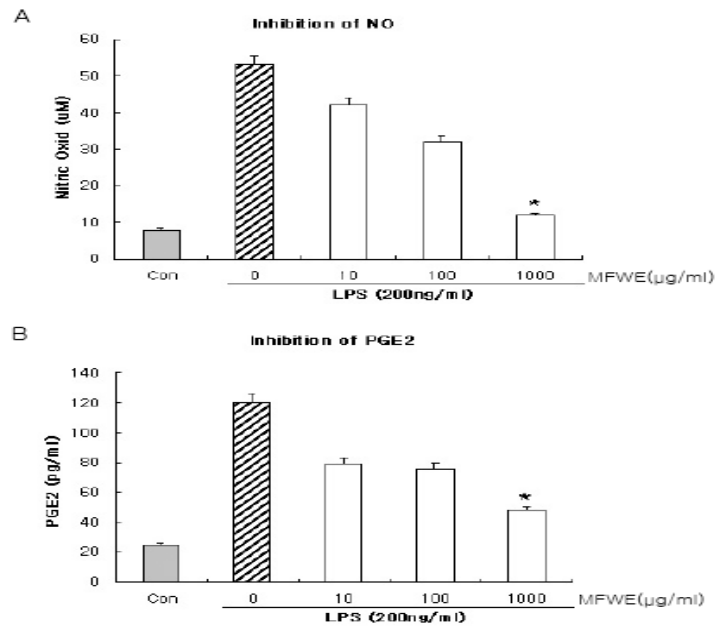 A
Inhibition of NO
60
50
40
30
20
10
0
Nitric Oxid (uM)
*
Con 0 10 100 1000 MFWE(µg/ml)
LPS (200ng/ml)
B
Inhibition of PGE2
140
120
100
80
60
40
20
0
PGE2 (pg/ml)
*
Con 0 10 100 1000 MFWE(µg/ml)
LPS (200ng/ml)